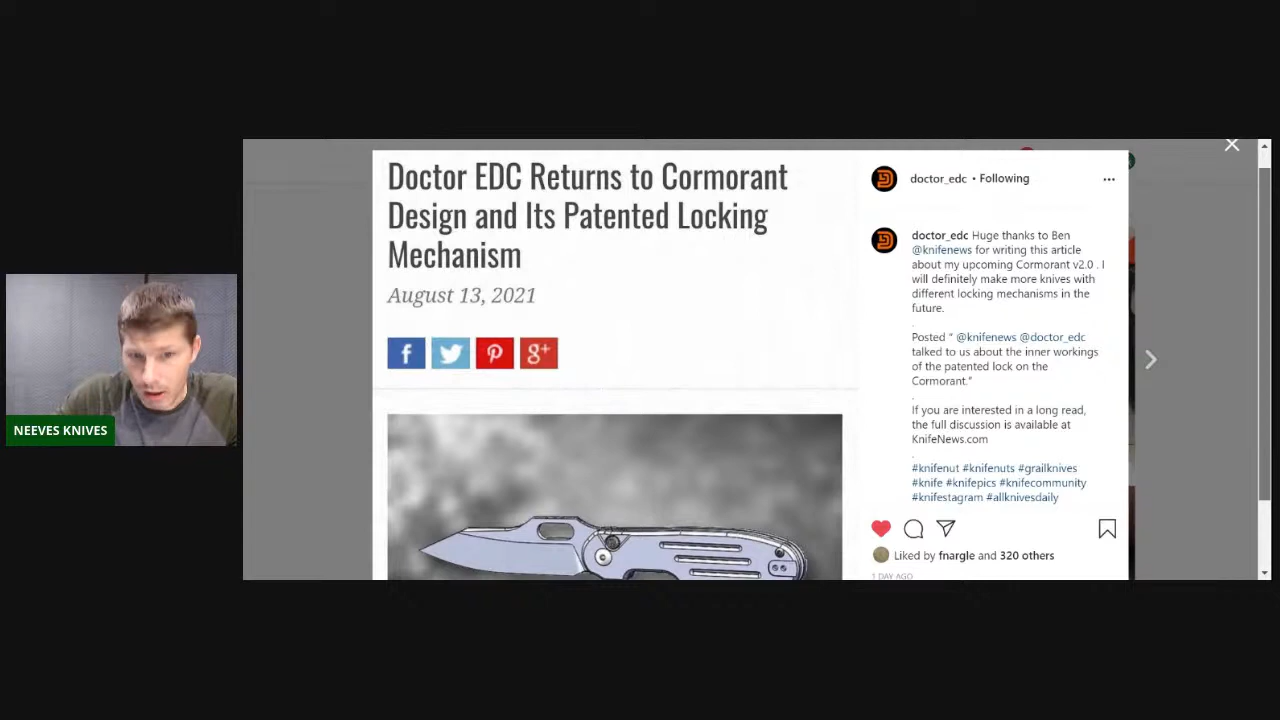 Doctor EDC Returns to Cormorant
Design and Its Patented Locking
Mechanism
August 13, 2021
f
g+
NEEVES KNIVES
doctor_edc • Following
doctor_edc Huge thanks to Ben
@knifenews for writing this article
about my upcoming Cormorant v2.0 . I
will definitely make more knives with
different locking mechanisms in the
future.
.
Posted “ @knifenews @doctor_edc
talked to us about the inner workings
of the patented lock on the
Cormorant.”
.
If you are interested in a long read,
the full discussion is available at
KnifeNews.com
.
#knifenut #knifenuts #grailknives
#knife #knifepics #knifecommunity
#knifestagram #allknivesdaily
Liked by fnargle and 320 others
1 DAY AGO